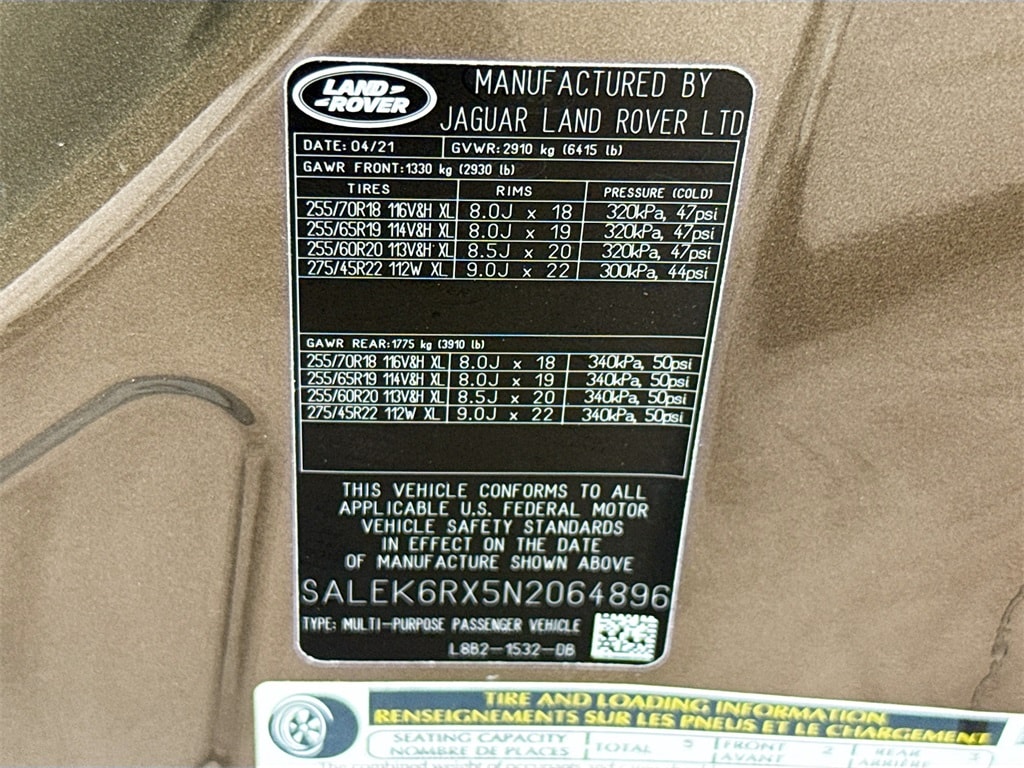 LAND ROVER
MANUFACTURED BY
JAGUAR LAND ROVER LTD
DATE: 04/21 GVWR: 2910 kg (6415 lb)
GAWR FRONT: 1330 kg (2930 lb)
TIRES RIMS PRESSURE (COLD)
255/70R18 116V&H XL 8.0J x 18 320kPa, 47psi
255/65R19 114V&H XL 8.0J x 19 320kPa, 47psi
255/60R20 113V&H XL 8.5J x 20 320kPa, 47psi
275/45R22 112W XL 9.0J x 22 300kPa, 44psi
GAWR REAR: 1775 kg (3910 lb)
255/70R18 116V&H XL 8.0J x 18 340kPa, 50psi
255/65R19 114V&H XL 8.0J x 19 340kPa, 50psi
255/60R20 113V&H XL 8.5J x 20 340kPa, 50psi
275/45R22 112W XL 9.0J x 22 340kPa, 50psi
THIS VEHICLE CONFORMS TO ALL
APPLICABLE U.S. FEDERAL MOTOR
VEHICLE SAFETY STANDARDS
IN EFFECT ON THE DATE
OF MANUFACTURE SHOWN ABOVE
SALEK6RX5N2064896
TYPE: MULTI-PURPOSE PASSENGER VEHICLE
L8B2-1532-DB
TIRE AND LOADING INFORMATION
RENSEIGNEMENTS SUR LES PNEUS ET LE CHARGEMENT
SEATING CAPACITY TOTAL 5 FRONT 2 REAR 3
NOMBRE DE PLACES AVANT ARRIÈRE
The combined weight of occupants and